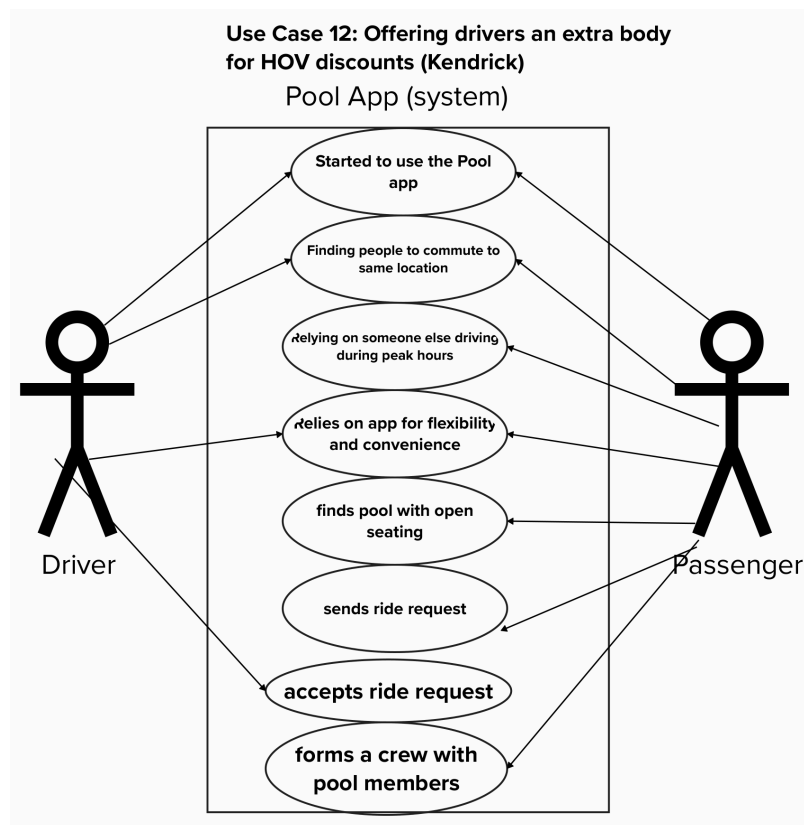 Use Case 12: Offering drivers an extra body
for HOV discounts (Kendrick)
Pool App (system)
Started to use the Pool
app
Finding people to commute to
same location
Relying on someone else driving
during peak hours
Relies on app for flexibility
and convenience
finds pool with open
seating
sends ride request
accepts ride request
forms a crew with
pool members
Driver
Passenger